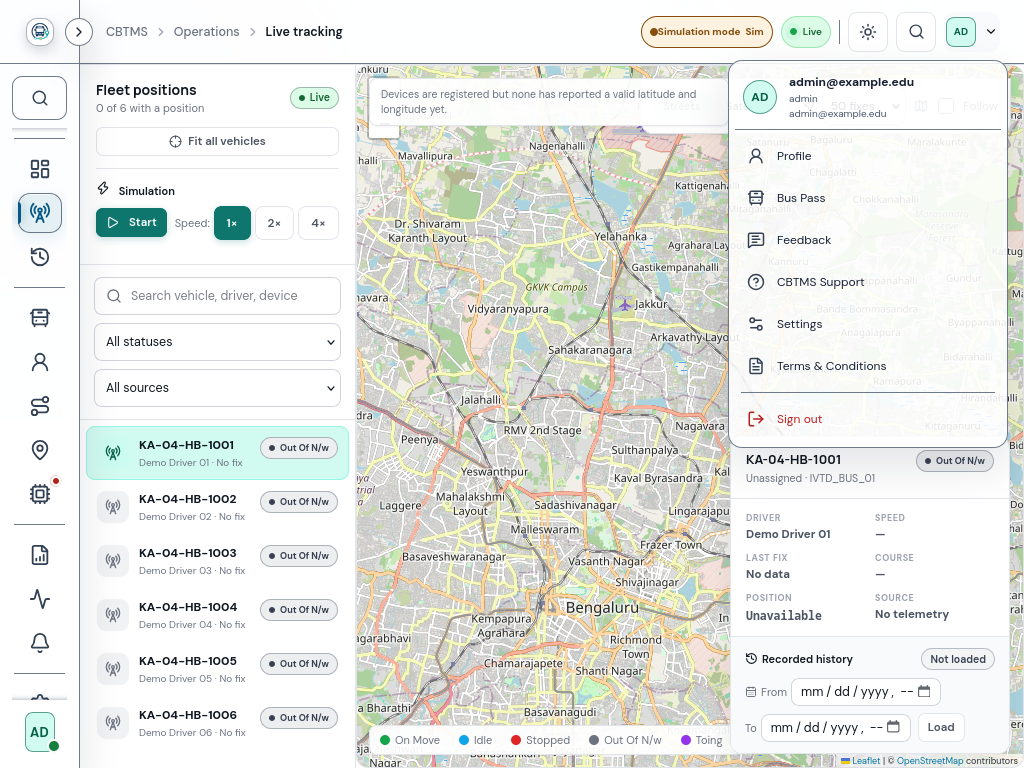 CBTMS > Operations > Live tracking
Simulation mode Sim
Live
AD
Fleet positions
0 of 6 with a position
Live
Fit all vehicles
Simulation
Start
Speed:
1×
2×
4×
Search vehicle, driver, device
All statuses
All sources
KA-04-HB-1001
Demo Driver 01 · No fix
Out Of N/w
KA-04-HB-1002
Demo Driver 02 · No fix
Out Of N/w
KA-04-HB-1003
Demo Driver 03 · No fix
Out Of N/w
KA-04-HB-1004
Demo Driver 04 · No fix
Out Of N/w
KA-04-HB-1005
Demo Driver 05 · No fix
Out Of N/w
KA-04-HB-1006
Demo Driver 06 · No fix
Out Of N/w
AD
Devices are registered but none has reported a valid latitude and
longitude yet.
50 fixes
Follow
Nagenahalli
Mavallipura
Kattigenahalli
Dr. Shivaram
Karanth Layout
Yelahanka
Agrahara Layou
Gastikempanahalli
GKVK Campus
Vidyaranyapura
Jakkur
Arkavathy Layou
Sahakaranagara
Jalahalli
RMV 2nd Stage
Nagavara
Peenya
Sulthanpalya
Yeswanthpur
Kaval Byrasandra
Mahalakshmi
Layout
Laggere
Sadashivanagar
Lingarajapu
Malleswaram
Frazer Town
Basaveshwaranagar
Vasanth Nagar
Shivajinagar
Bengaluru
Kempapura
Agrahara
Richmond
Town
Chamarajapete
Shanti Nagar
a Bharathi
Basavanagudi
On Move
Idle
Stopped
Out Of N/w
Toing
AD
admin@example.edu
admin
admin@example.edu
Profile
Bus Pass
Feedback
CBTMS Support
Settings
Terms & Conditions
Sign out
KA-04-HB-1001
Unassigned · IVTD_BUS_01
Out Of N/w
DRIVER
Demo Driver 01
SPEED
—
LAST FIX
No data
COURSE
—
POSITION
Unavailable
SOURCE
No telemetry
Recorded history
Not loaded
From
mm / dd / yyyy , --
To
mm / dd / yyyy , --
Load
Leaflet | © OpenStreetMap contributors